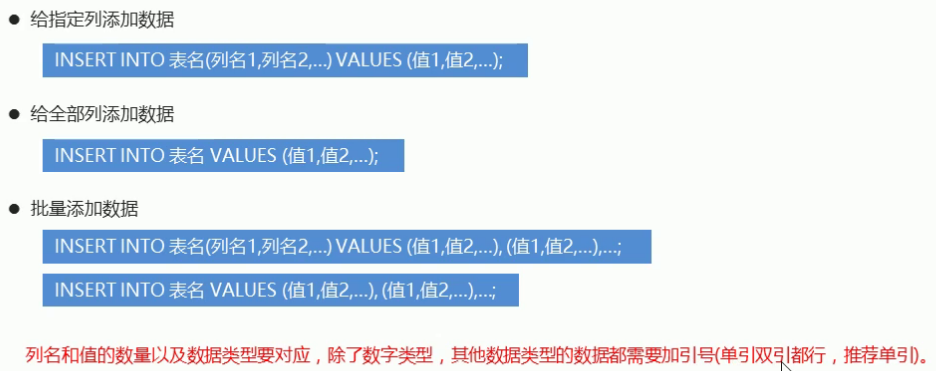 给指定列添加数据
INSERT INTO 表名(列名1,列名2,…) VALUES (值1,值2,…);
给全部列添加数据
INSERT INTO 表名 VALUES (值1,值2,…);
批量添加数据
INSERT INTO 表名(列名1,列名2,…) VALUES (值1,值2,…), (值1,值2,…),…;
INSERT INTO 表名 VALUES (值1,值2,…), (值1,值2,…),…;
列名和值的数量以及数据类型要对应，除了数字类型，其他数据类型的数据都需要加引号(单引双引都行，推荐单引)。